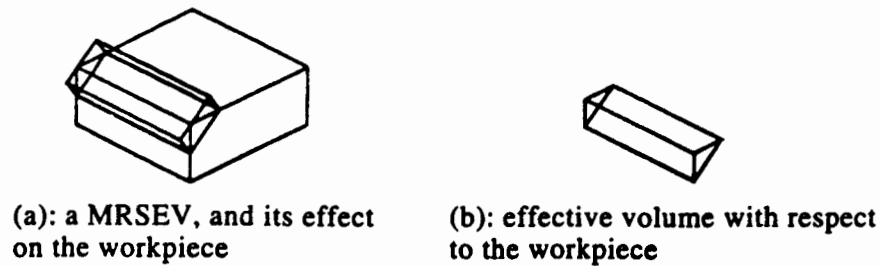 (a): a MRSEV, and its effect
on the workpiece
(b): effective volume with respect
to the workpiece